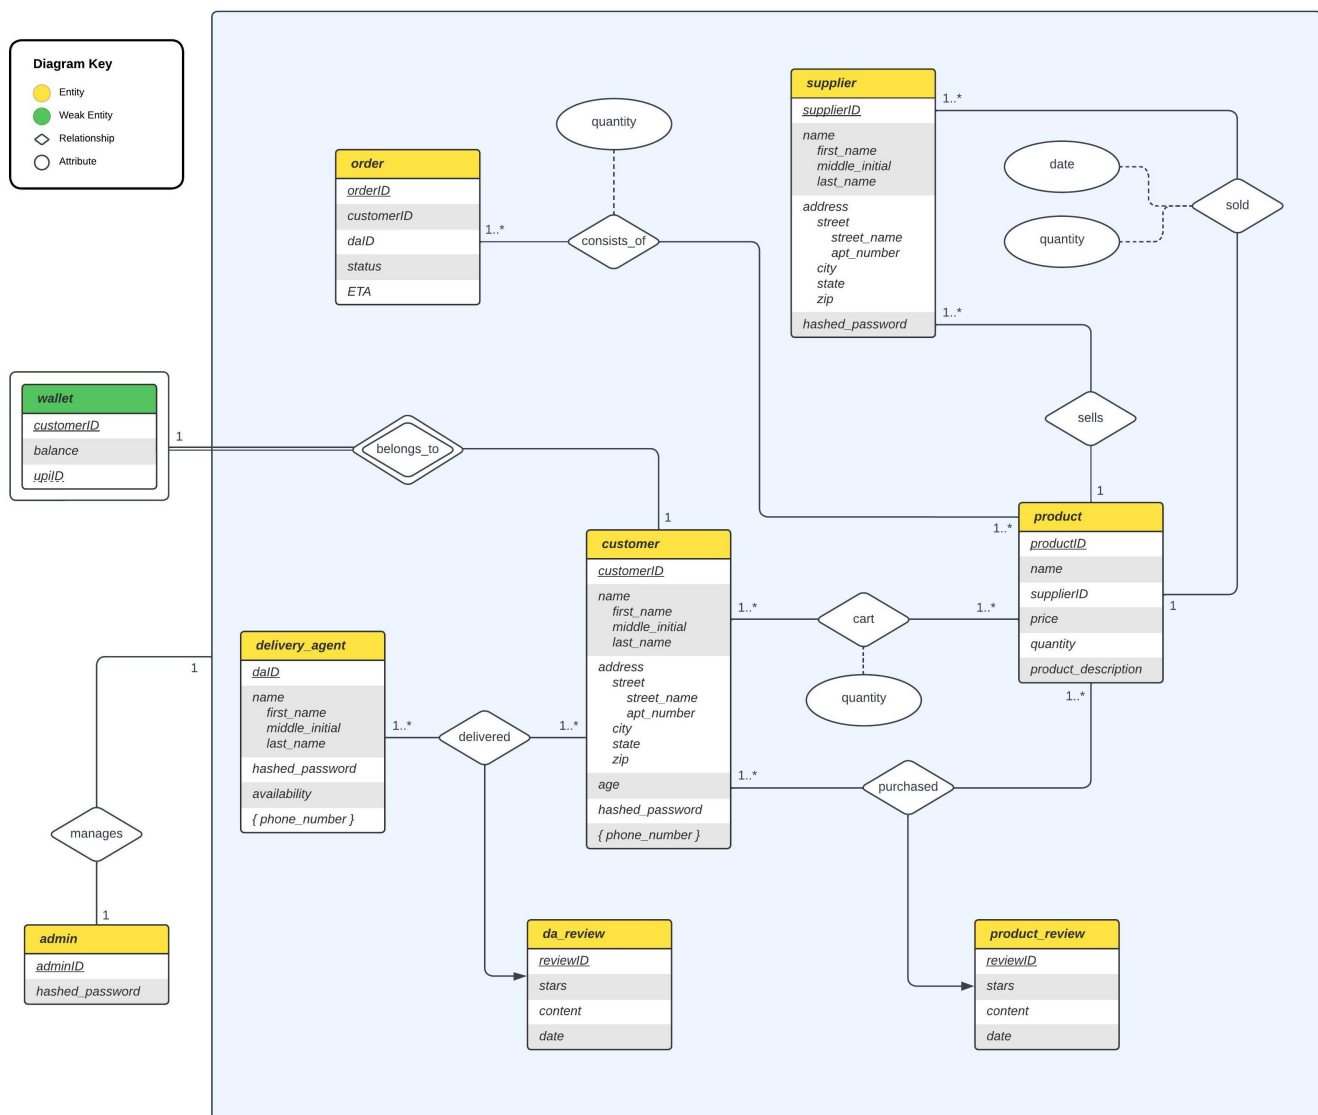 Diagram Key
Entity
Weak Entity
Relationship
Attribute
order
orderID
customerID
daID
status
ETA
quantity
1..*
consists_of
supplier
supplierID
name
first_name
middle_initial
last_name
address
street
street_name
apt_number
city
state
zip
hashed_password
1..*
date
quantity
sold
1..*
sells
1
wallet
customerID
balance
upiID
1
belongs_to
1
1..*
product
productID
name
supplierID
price
quantity
product_description
1
1..*
customer
customerID
name
first_name
middle_initial
last_name
address
street
street_name
apt_number
city
state
zip
age
hashed_password
{ phone_number }
1..*
cart
1..*
quantity
1..*
purchased
delivery_agent
daID
name
first_name
middle_initial
last_name
hashed_password
availability
{ phone_number }
1..*
delivered
1..*
1
manages
1
admin
adminID
hashed_password
da_review
reviewID
stars
content
date
product_review
reviewID
stars
content
date